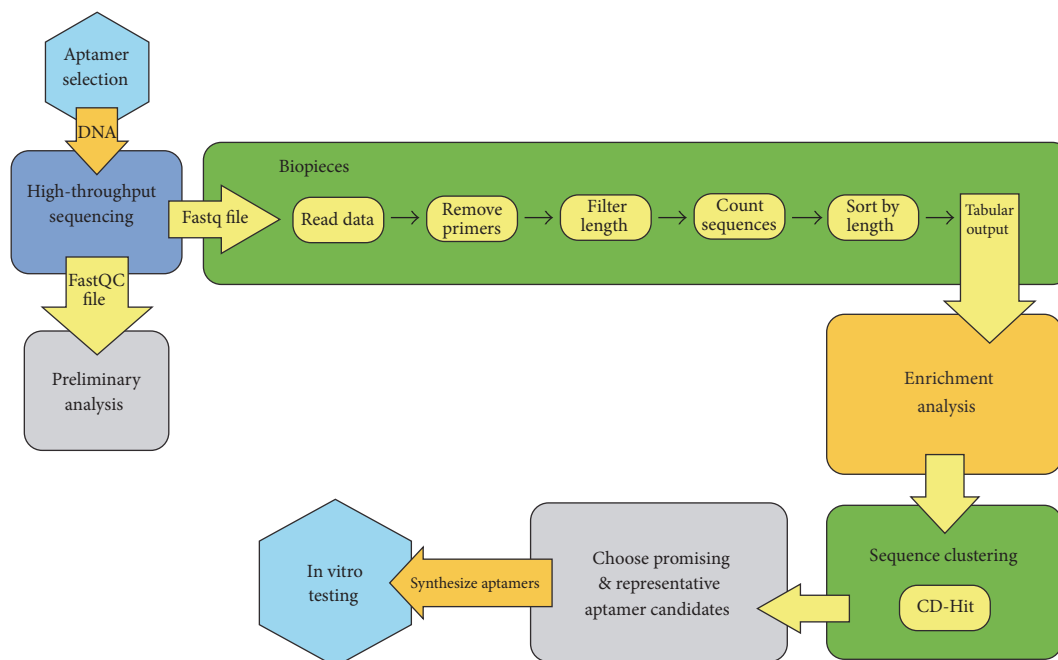 Aptamer
selection
DNA
High-throughput
sequencing
Fastq file
FastQC
file
Preliminary
analysis
Biopieces
Read data
Remove
primers
Filter
length
Count
sequences
Sort by
length
Tabular
output
Enrichment
analysis
Sequence clustering
CD-Hit
Choose promising
& representative
aptamer candidates
Synthesize aptamers
In vitro
testing